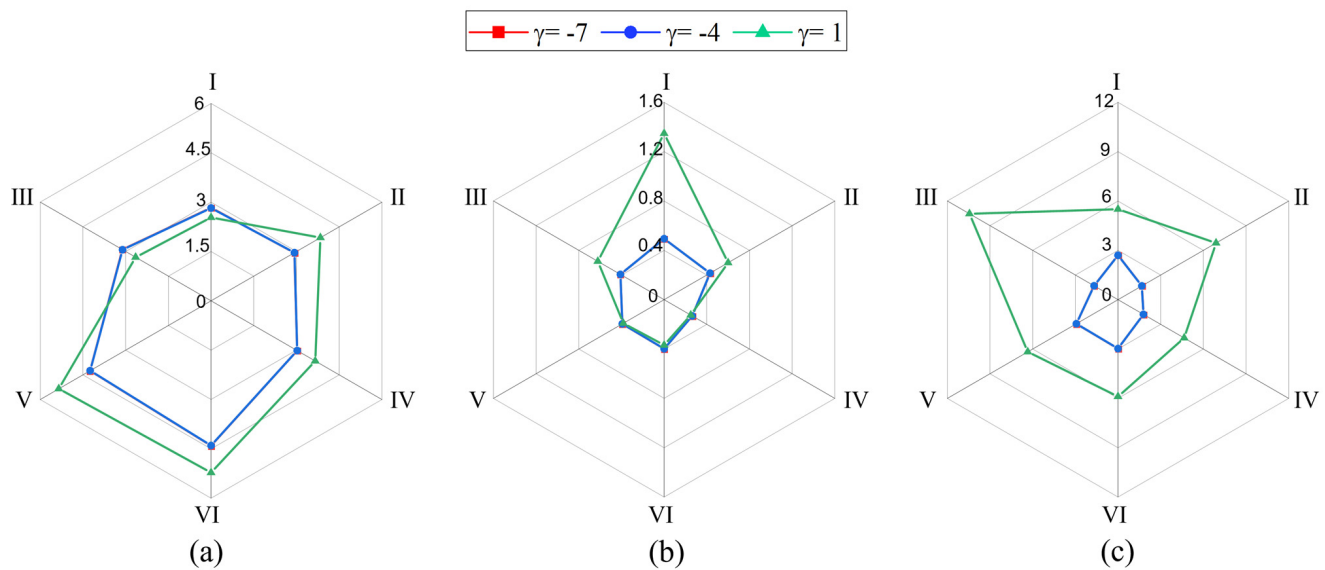 γ= -7 γ= -4 γ= 1
I I I
6 1.6 12
4.5 1.2 9
III II III II III II
3 0.8 6
1.5 0.4 3
0 0 0
V IV V IV V IV
VI VI VI
(a) (b) (c)